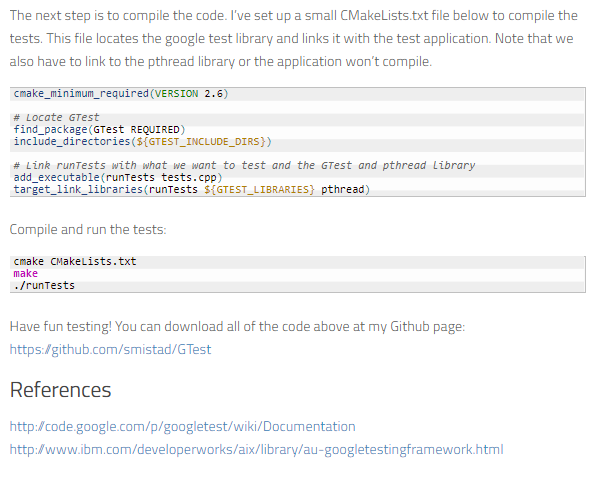 The next step is to compile the code. I've set up a small CMakeLists.txt file below to compile the
tests. This file locates the google test library and links it with the test application. Note that we
also have to link to the pthread library or the application won't compile.
cmake_minimum_required(VERSION 2.6)
# Locate GTest
find_package(GTest REQUIRED)
include_directories(${GTEST_INCLUDE_DIRS})
# Link runTests with what we want to test and the GTest and pthread library
add_executable(runTests tests.cpp)
target_link_libraries(runTests ${GTEST_LIBRARIES} pthread)
Compile and run the tests:
cmake CMakeLists.txt
make
./runTests
Have fun testing! You can download all of the code above at my Github page:
https://github.com/smistad/GTest
References
http://code.google.com/p/googletest/wiki/Documentation
http://www.ibm.com/developerworks/aix/library/au-googletestingframework.html